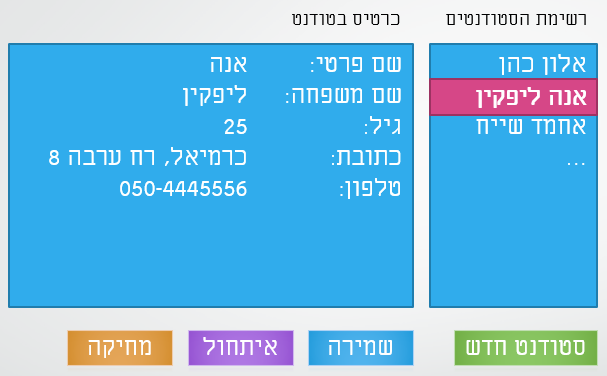 רשימת הסטודנטים
אלון כהן
אנה ליפקין
אחמד שייח
...
כרטיס בטודנט
שם פרטי: אנה
שם משפחה: ליפקין
גיל: 25
כתובת: כרמיאל, רח ערבה 8
טלפון: 050-4445556
סטודנט חדש
שמירה
איתחול
מחיקה